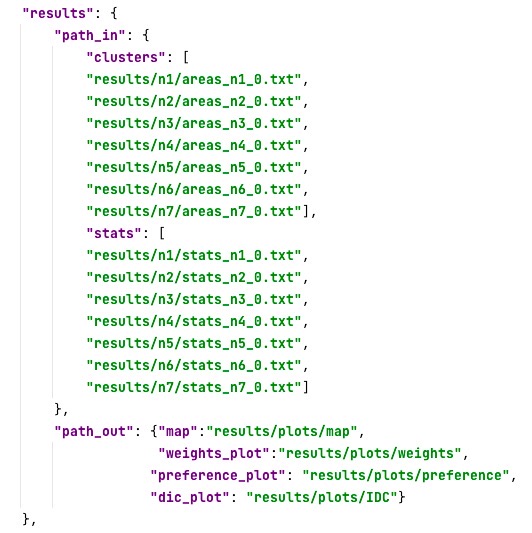 "results": {
"path_in": {
"clusters": [
"results/n1/areas_n1_0.txt",
"results/n2/areas_n2_0.txt",
"results/n3/areas_n3_0.txt",
"results/n4/areas_n4_0.txt",
"results/n5/areas_n5_0.txt",
"results/n6/areas_n6_0.txt",
"results/n7/areas_n7_0.txt"],
"stats": [
"results/n1/stats_n1_0.txt",
"results/n2/stats_n2_0.txt",
"results/n3/stats_n3_0.txt",
"results/n4/stats_n4_0.txt",
"results/n5/stats_n5_0.txt",
"results/n6/stats_n6_0.txt",
"results/n7/stats_n7_0.txt"]
},
"path_out": {"map":"results/plots/map",
"weights_plot":"results/plots/weights",
"preference_plot": "results/plots/preference",
"dic_plot": "results/plots/IDC"}
},